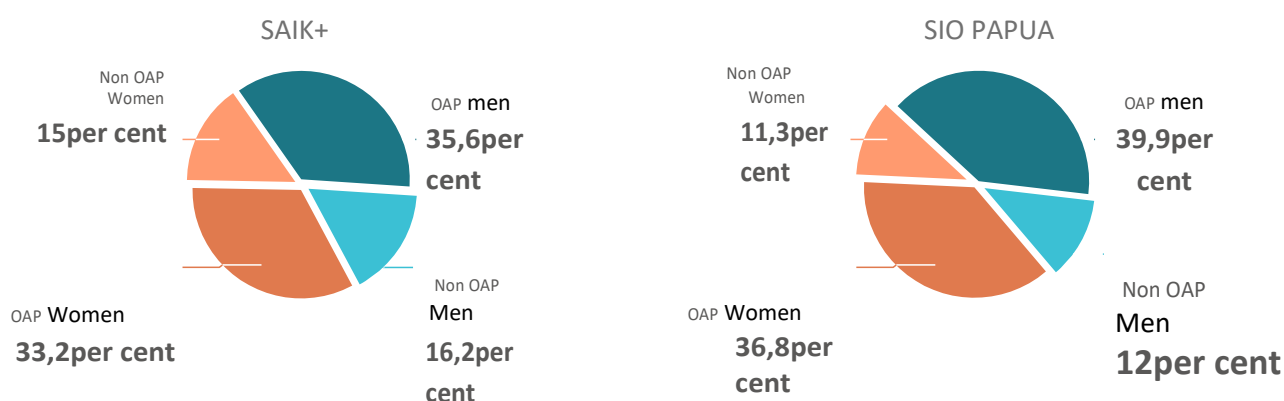 SAIK+
Non OAP
Women
15per cent
OAP men
35,6per
cent
OAP Women
33,2per cent
Non OAP
Men
16,2per
cent
SIO PAPUA
Non OAP
Women
11,3per
cent
OAP men
39,9per
cent
OAP Women
36,8per
cent
Non OAP
Men
12per cent